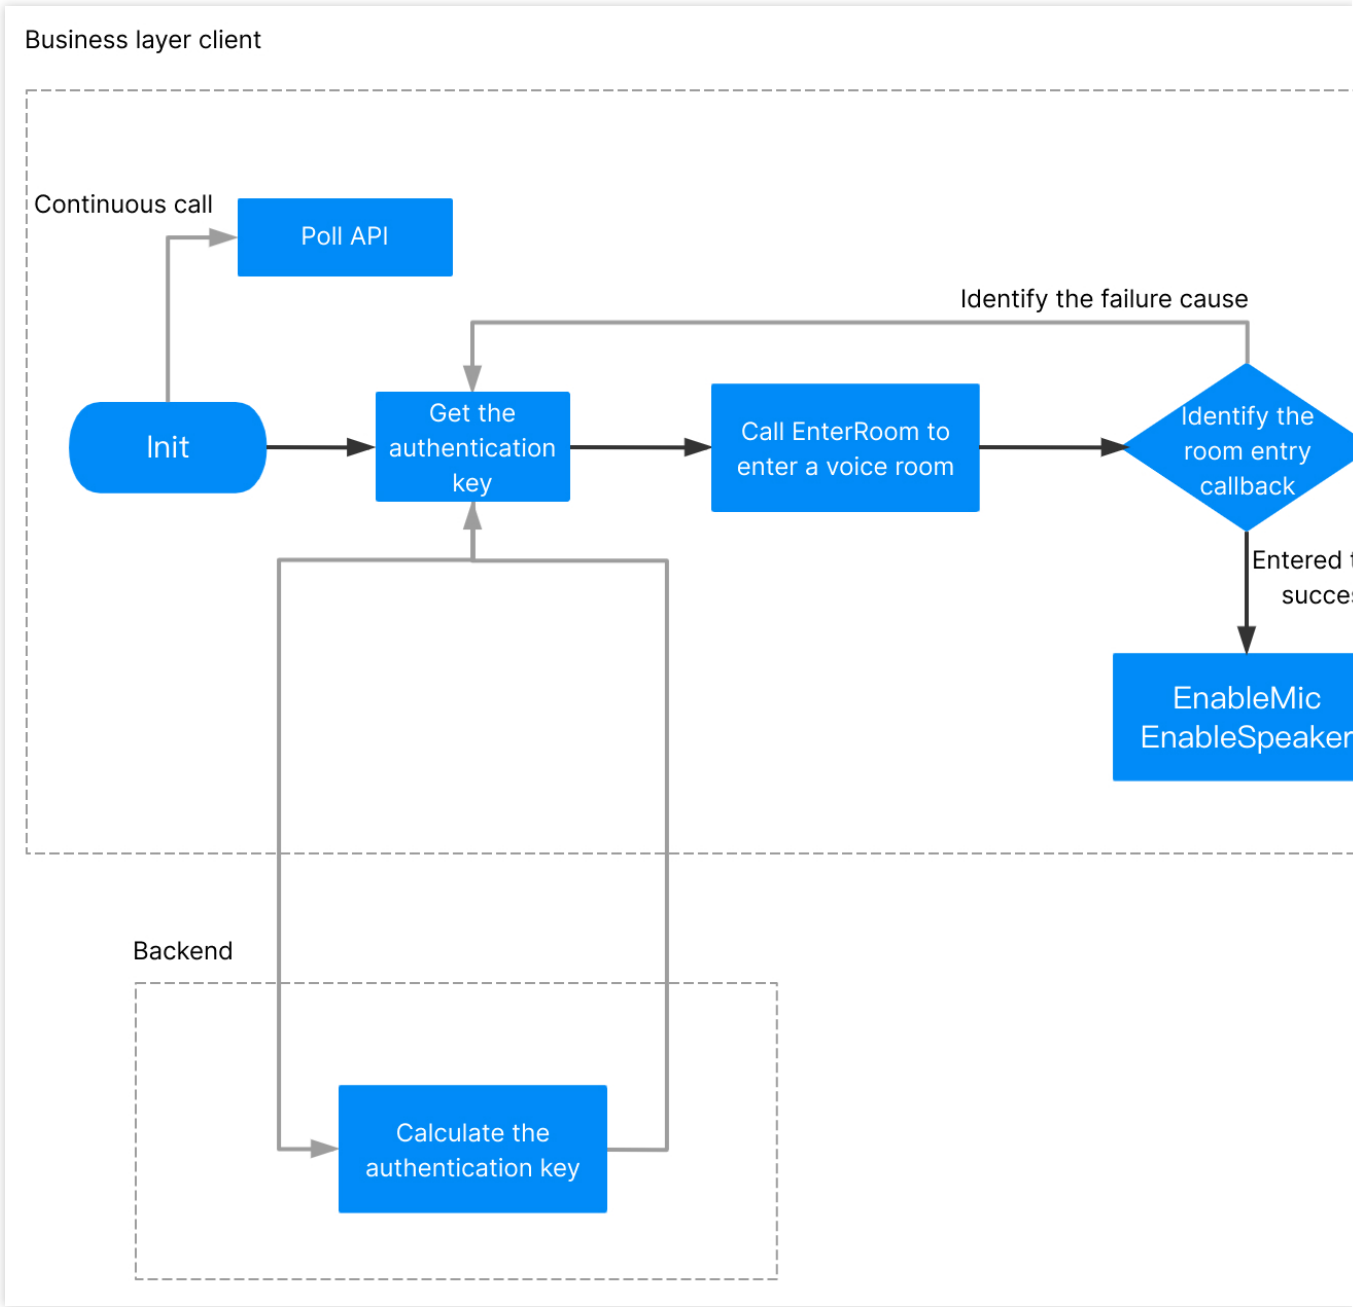 Business layer client
Continuous call
Poll API
Identify the failure cause
Init
Get the
authentication
key
Call EnterRoom to
enter a voice room
Identify the
room entry
callback
Entered
EnableMic
EnableSpeaker
Backend
Calculate the
authentication key